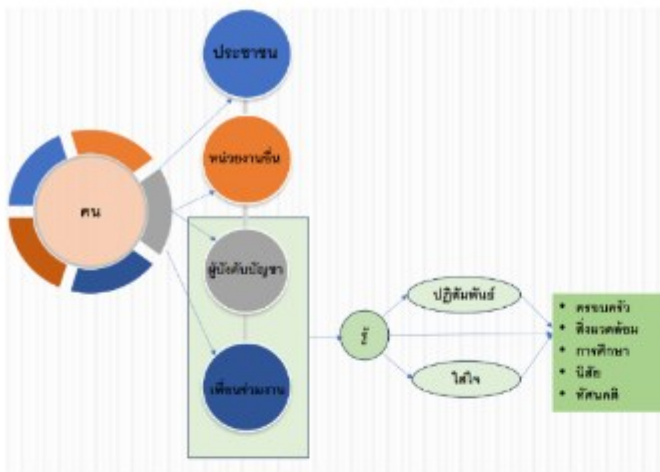 ประชาชน
หน่วยงานอื่น
คน
ผู้บังคับบัญชา
เพื่อนร่วมงาน
ปฏิสัมพันธ์
ใส่ใจ
ครอบครัว
สิ่งแวดล้อม
การศึกษา
นิสัย
ทัศนคติ